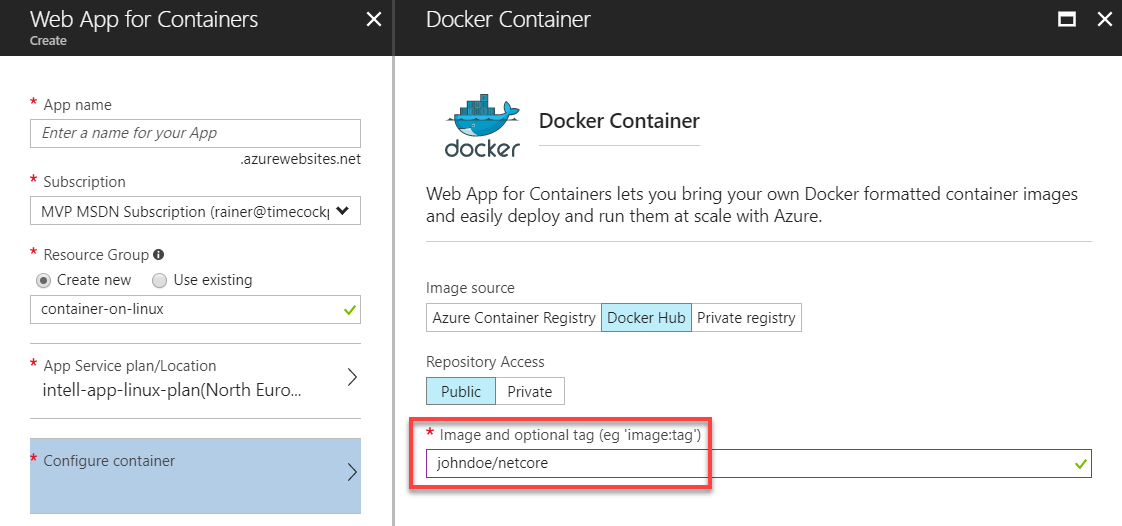 Web App for Containers
Create
* App name
Enter a name for your App
.azurewebsites.net
* Subscription
MVP MSDN Subscription (rainer@timecockp
* Resource Group
Create new Use existing
container-on-linux
* App Service plan/Location
intell-app-linux-plan(North Euro...
* Configure container
Docker Container
docker
Docker Container
Web App for Containers lets you bring your own Docker formatted container images
and easily deploy and run them at scale with Azure.
Image source
Azure Container Registry Docker Hub Private registry
Repository Access
Public Private
* Image and optional tag (eg 'image:tag')
johndoe/netcore